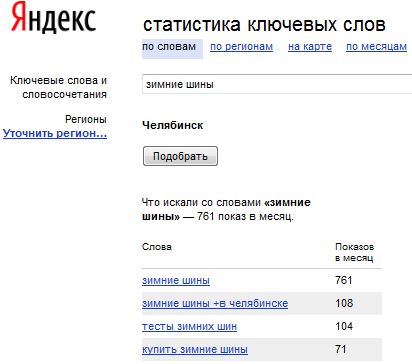 Яндекс
статистика ключевых слов
по словам по регионам на карте по месяцам
Ключевые слова и
словосочетания
зимние шины
Регионы
Уточнить регион...
Челябинск
Подобрать
Что искали со словами «зимние
шины» — 761 показ в месяц.
Слова Показов
в месяц
зимние шины 761
зимние шины +в челябинске 108
тесты зимних шин 104
купить зимние шины 71